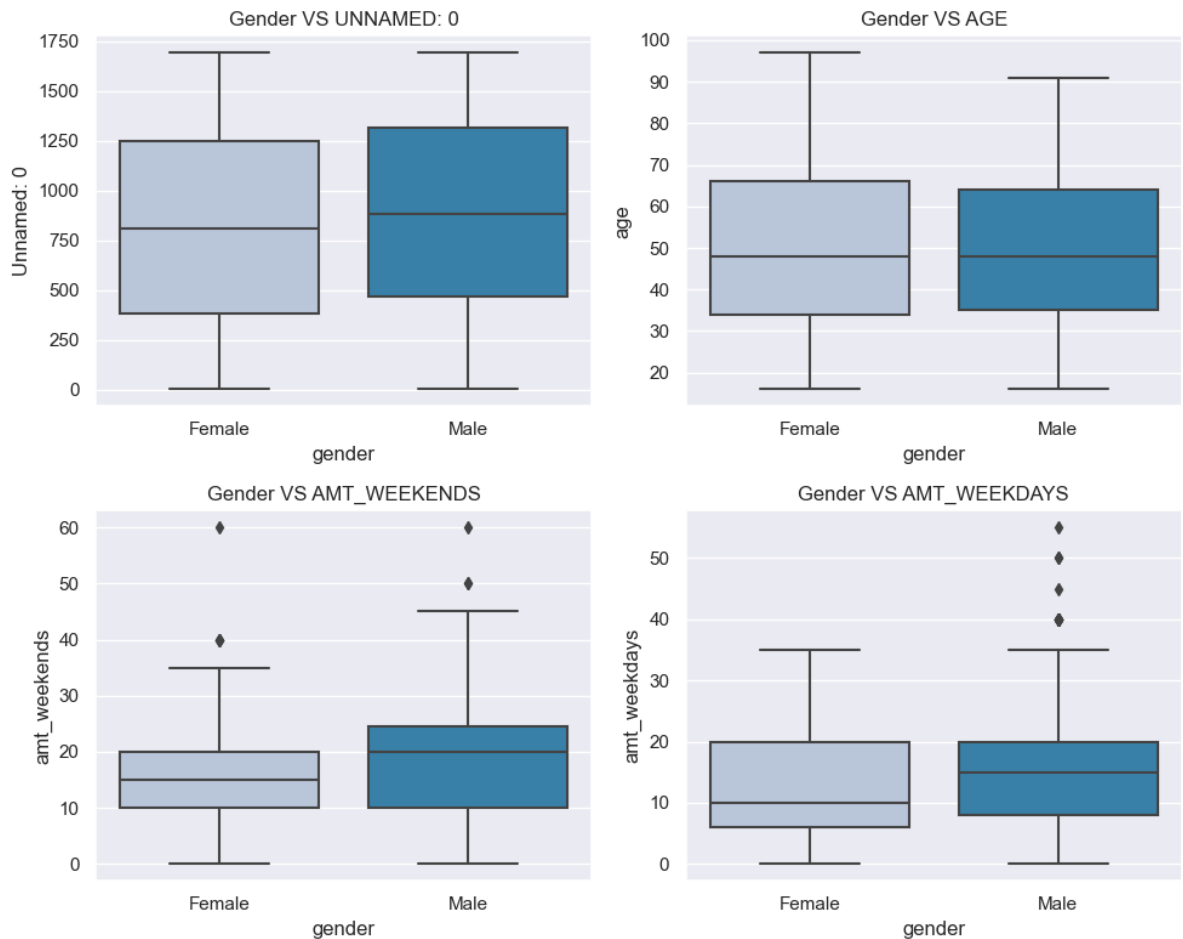 Gender VS UNNAMED: 0
1750
1500
1250
1000
750
500
250
0
Unnamed: 0
Female
Male
gender
Gender VS AGE
100
90
80
70
60
50
40
30
20
age
Female
Male
gender
Gender VS AMT_WEEKENDS
60
50
40
30
20
10
0
amt_weekends
Female
Male
gender
Gender VS AMT_WEEKDAYS
50
40
30
20
10
0
amt_weekdays
Female
Male
gender